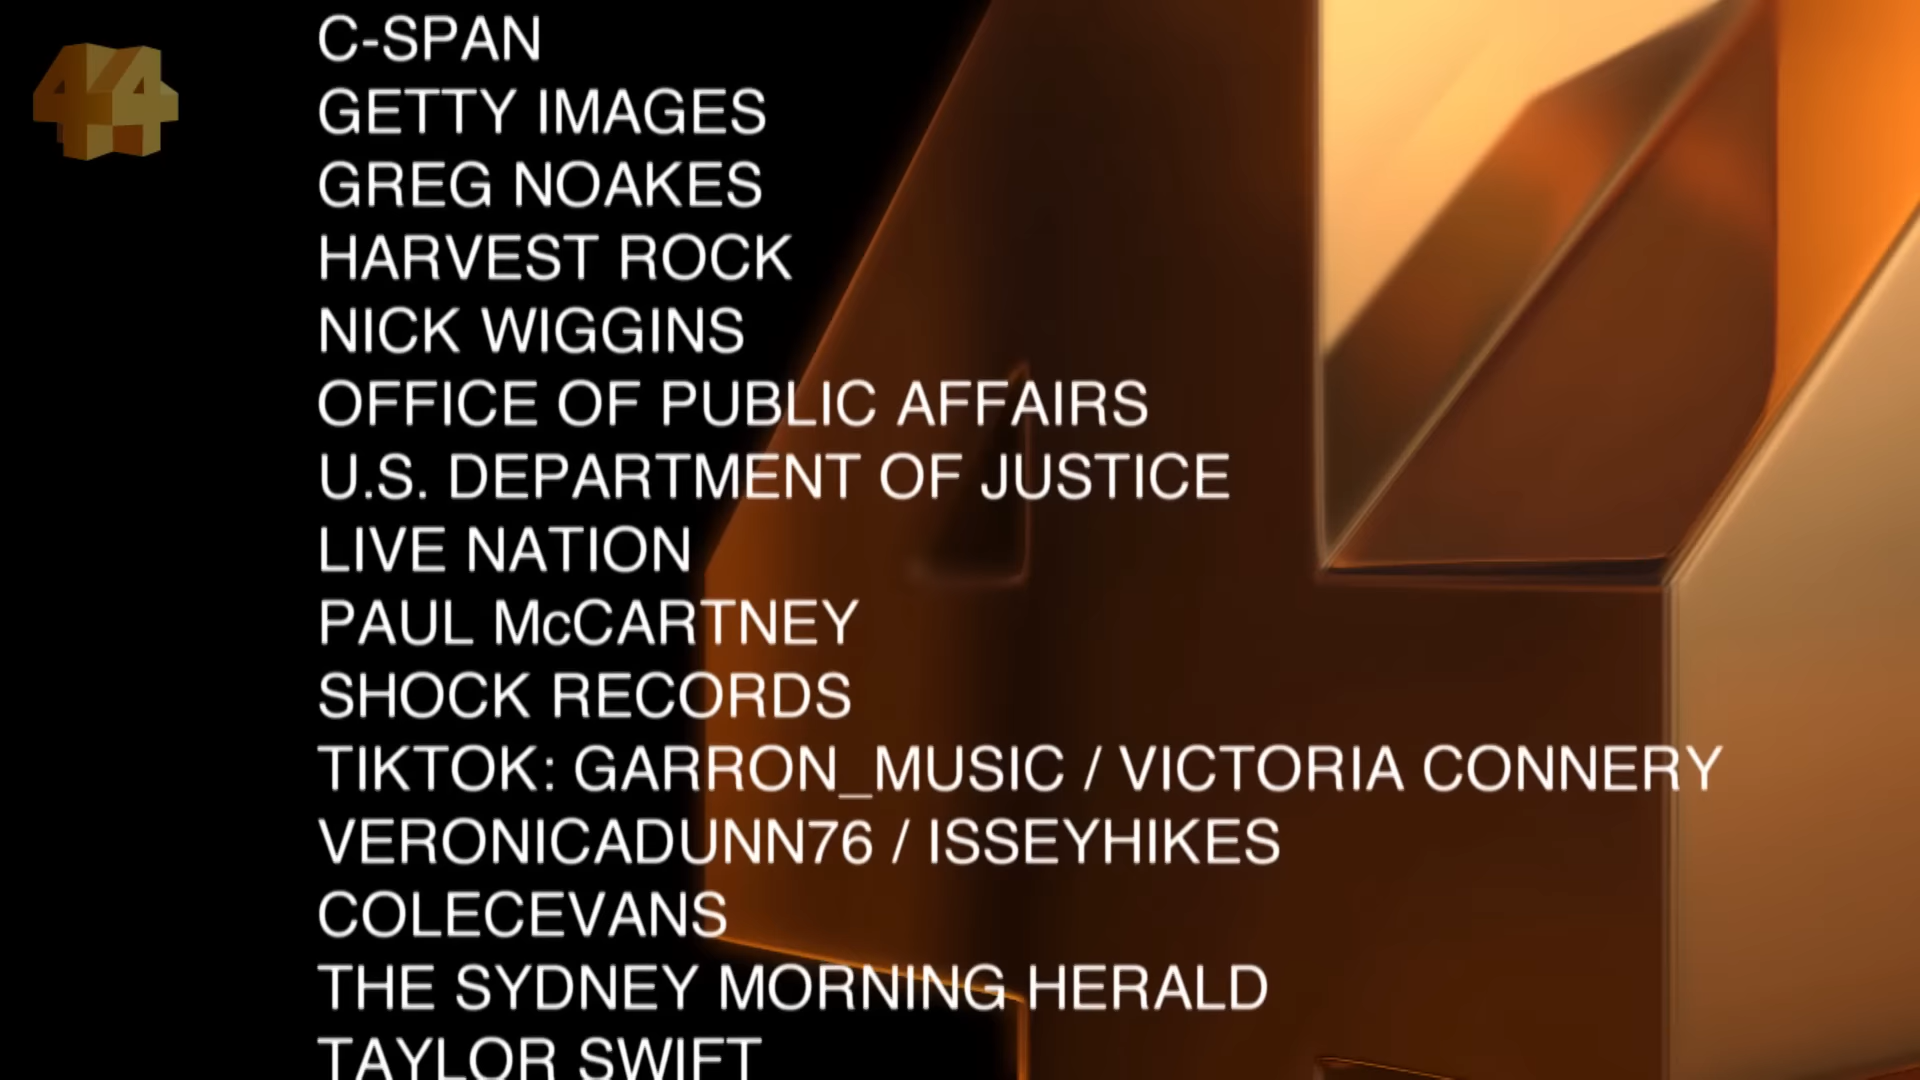 44
C-SPAN
GETTY IMAGES
GREG NOAKES
HARVEST ROCK
NICK WIGGINS
OFFICE OF PUBLIC AFFAIRS
U.S. DEPARTMENT OF JUSTICE
LIVE NATION
PAUL McCARTNEY
SHOCK RECORDS
TIKTOK: GARRON_MUSIC / VICTORIA CONNERY
VERONICADUNN76 / ISSEYHIKES
COLECEVANS
THE SYDNEY MORNING HERALD
TAYLOR SWIFT